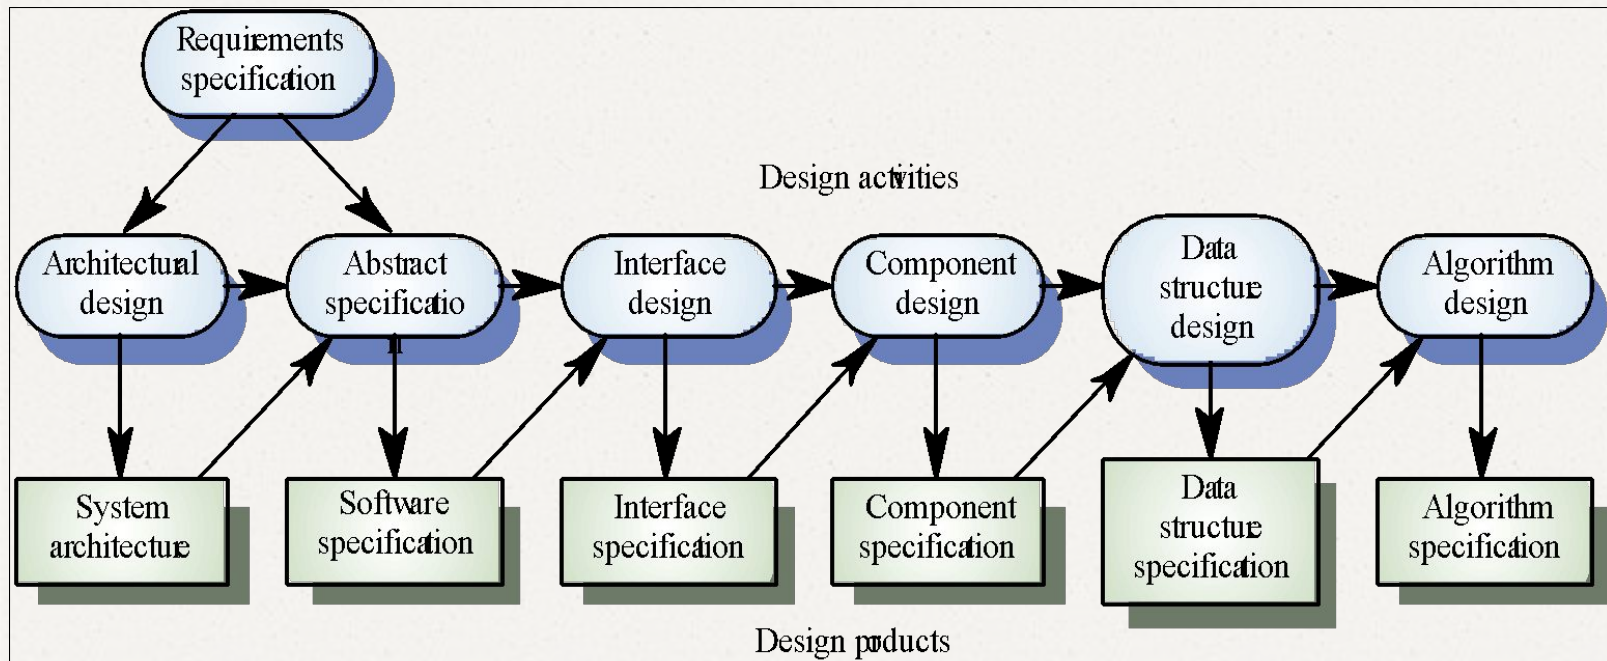 Requirements
specification
Design activities
Architectural
design
Abstract
specificatio
n
Interface
design
Component
design
Data
structure
design
Algorithm
design
System
architecture
Software
specification
Interface
specification
Component
specification
Data
structure
specification
Algorithm
specification
Design products